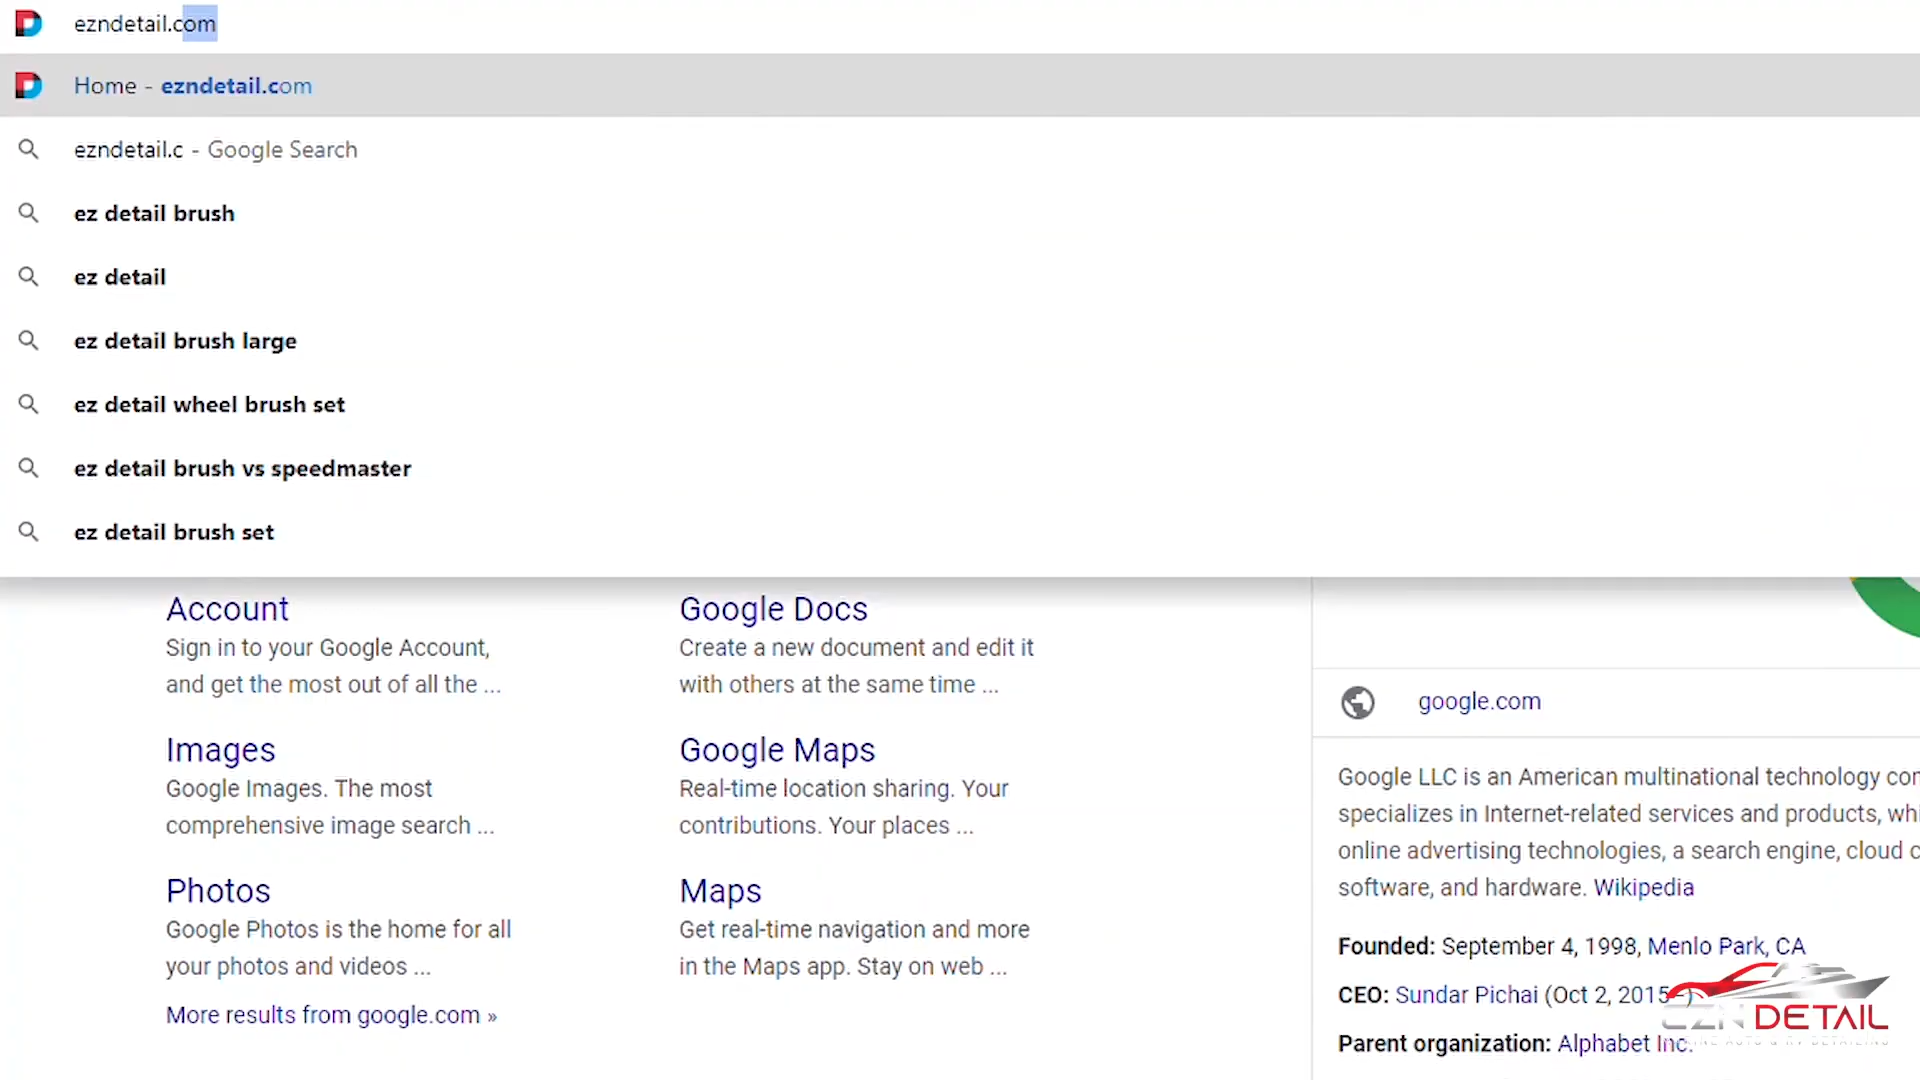 ezndetail.com
Home - ezndetail.com
ezndetail.c - Google Search
ez detail brush
ez detail
ez detail brush large
ez detail wheel brush set
ez detail brush vs speedmaster
ez detail brush set
Account
Sign in to your Google Account,
and get the most out of all the ...
Google Docs
Create a new document and edit it
with others at the same time ...
Images
Google Images. The most
comprehensive image search ...
Google Maps
Real-time location sharing. Your
contributions. Your places ...
Photos
Google Photos is the home for all
your photos and videos ...
Maps
Get real-time navigation and more
in the Maps app. Stay on web ...
More results from google.com »
google.com
Google LLC is an American multinational technology
specializes in Internet-related services and products,
online advertising technologies, a search engine, cloud
software, and hardware. Wikipedia
Founded: September 4, 1998, Menlo Park, CA
CEO: Sundar Pichai (Oct 2, 2015–)
Parent organization: Alphabet Inc.
EZN DETAIL